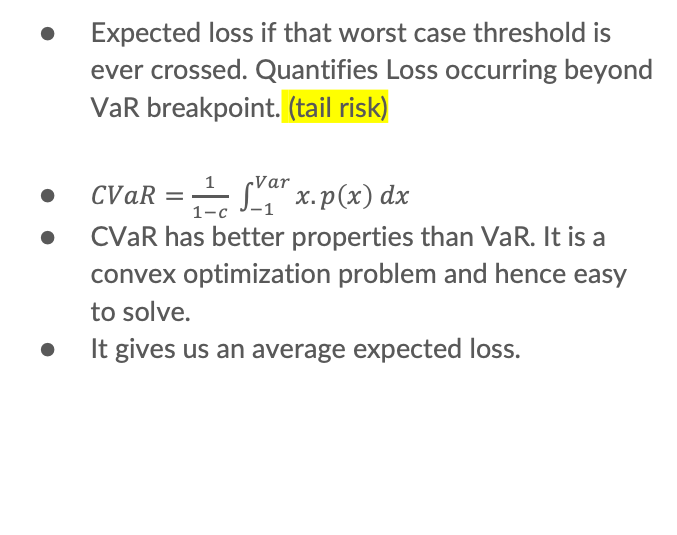 ● Expected loss if that worst case threshold is
ever crossed. Quantifies Loss occurring beyond
VaR breakpoint. (tail risk)
● CVaR = \frac{1}{1-c} \int_{-1}^{Var} x.p(x) dx
● CVaR has better properties than VaR. It is a
convex optimization problem and hence easy
to solve.
● It gives us an average expected loss.